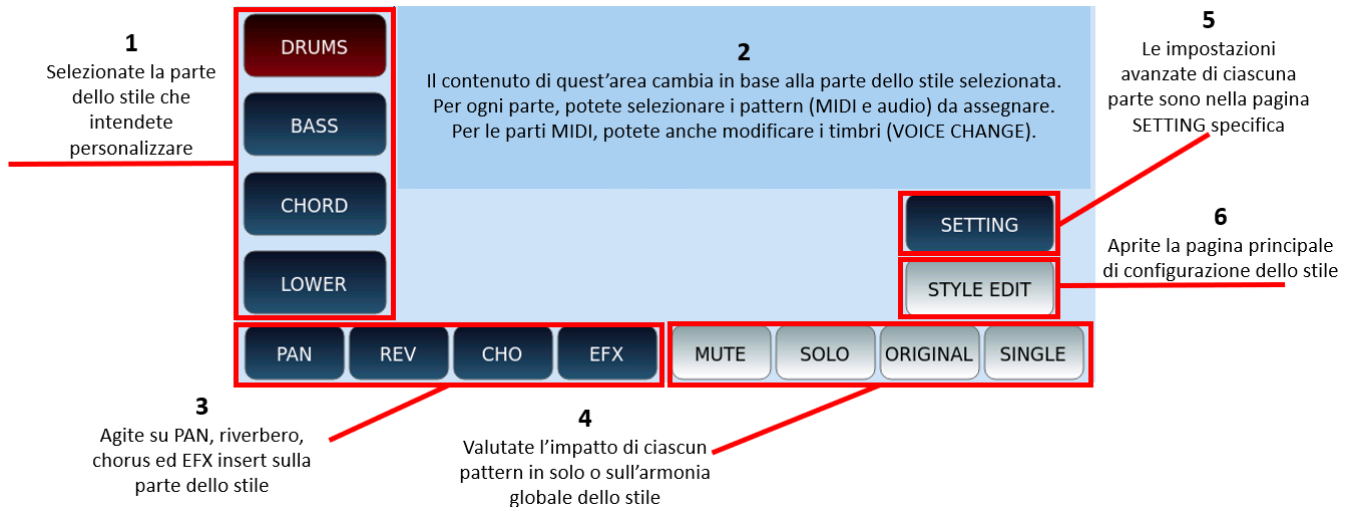 1
Selezionate la parte
dello stile che
intendete
personalizzare
DRUMS
BASS
CHORD
LOWER
2
Il contenuto di quest’area cambia in base alla parte dello stile selezionata.
Per ogni parte, potete selezionare i pattern (MIDI e audio) da assegnare.
Per le parti MIDI, potete anche modificare i timbri (VOICE CHANGE).
5
Le impostazioni
avanzate di ciascuna
parte sono nella pagina
SETTING specifica
SETTING
STYLE EDIT
6
Aprite la pagina principale
di configurazione dello stile
PAN REV CHO EFX MUTE SOLO ORIGINAL SINGLE
3
Agite su PAN, riverbero,
chorus ed EFX insert sulla
parte dello stile
4
Valutate l’impatto di ciascun
pattern in solo o sull’armonia
globale dello stile